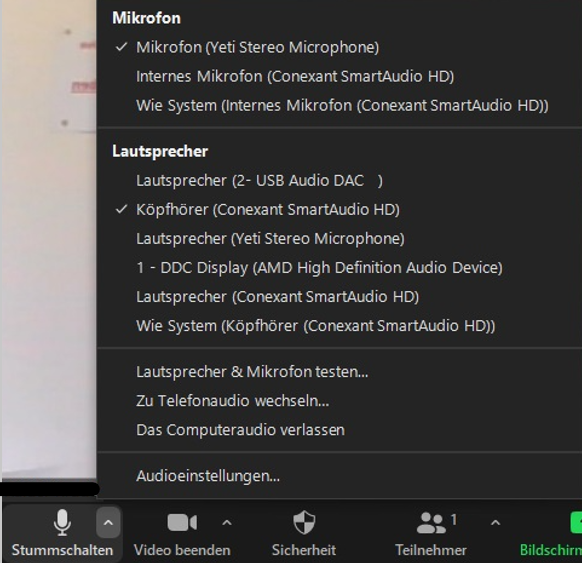 Mikrofon
Mikrofon (Yeti Stereo Microphone)
Internes Mikrofon (Conexant SmartAudio HD)
Wie System (Internes Mikrofon (Conexant SmartAudio HD))
Lautsprecher
Lautsprecher (2- USB Audio DAC   )
Köpfhörer (Conexant SmartAudio HD)
Lautsprecher (Yeti Stereo Microphone)
1 - DDC Display (AMD High Definition Audio Device)
Lautsprecher (Conexant SmartAudio HD)
Wie System (Köpfhörer (Conexant SmartAudio HD))
Lautsprecher & Mikrofon testen...
Zu Telefonaudio wechseln...
Das Computeraudio verlassen
Audioeinstellungen...
1
Stummschalten Video beenden Sicherheit Teilnehmer